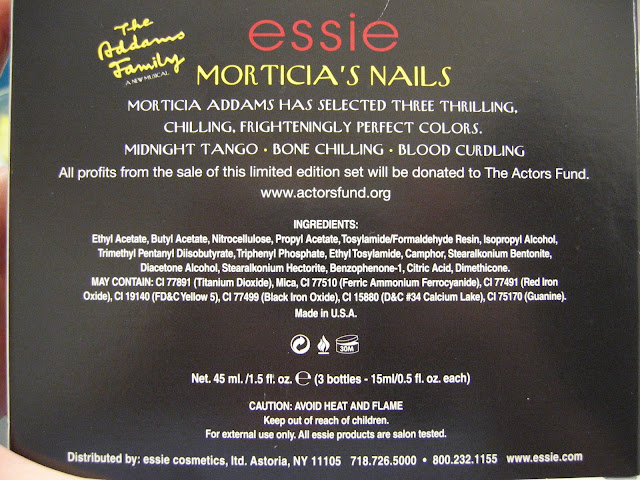 The
Addams
Family
A NEW MUSICAL
essie
MORTICIA'S NAILS
MORTICIA ADDAMS HAS SELECTED THREE THRILLING,
CHILLING, FRIGHTENINGLY PERFECT COLORS.
MIDNIGHT TANGO • BONE CHILLING • BLOOD CURDLING
All profits from the sale of this limited edition set will be donated to The Actors Fund.
www.actorsfund.org
INGREDIENTS:
Ethyl Acetate, Butyl Acetate, Nitrocellulose, Propyl Acetate, Tosylamide/Formaldehyde Resin, Isopropyl Alcohol,
Trimethyl Pentanyl Diisobutyrate, Triphenyl Phosphate, Ethyl Tosylamide, Camphor, Stearalkonium Bentonite,
Diacetone Alcohol, Stearalkonium Hectorite, Benzophenone-1, Citric Acid, Dimethicone.
MAY CONTAIN: CI 77891 (Titanium Dioxide), Mica, CI 77510 (Ferric Ammonium Ferrocyanide), CI 77491 (Red Iron
Oxide), CI 19140 (FD&C Yellow 5), CI 77499 (Black Iron Oxide), CI 15880 (D&C #34 Calcium Lake), CI 75170 (Guanine).
Made in U.S.A.
30M
Net. 45 ml. /1.5 fl. oz. ℮ (3 bottles - 15ml/0.5 fl. oz. each)
CAUTION: AVOID HEAT AND FLAME
Keep out of reach of children.
For external use only. All essie products are salon tested.
Distributed by: essie cosmetics, ltd. Astoria, NY 11105 718.726.5000 • 800.232.1155 www.essie.com